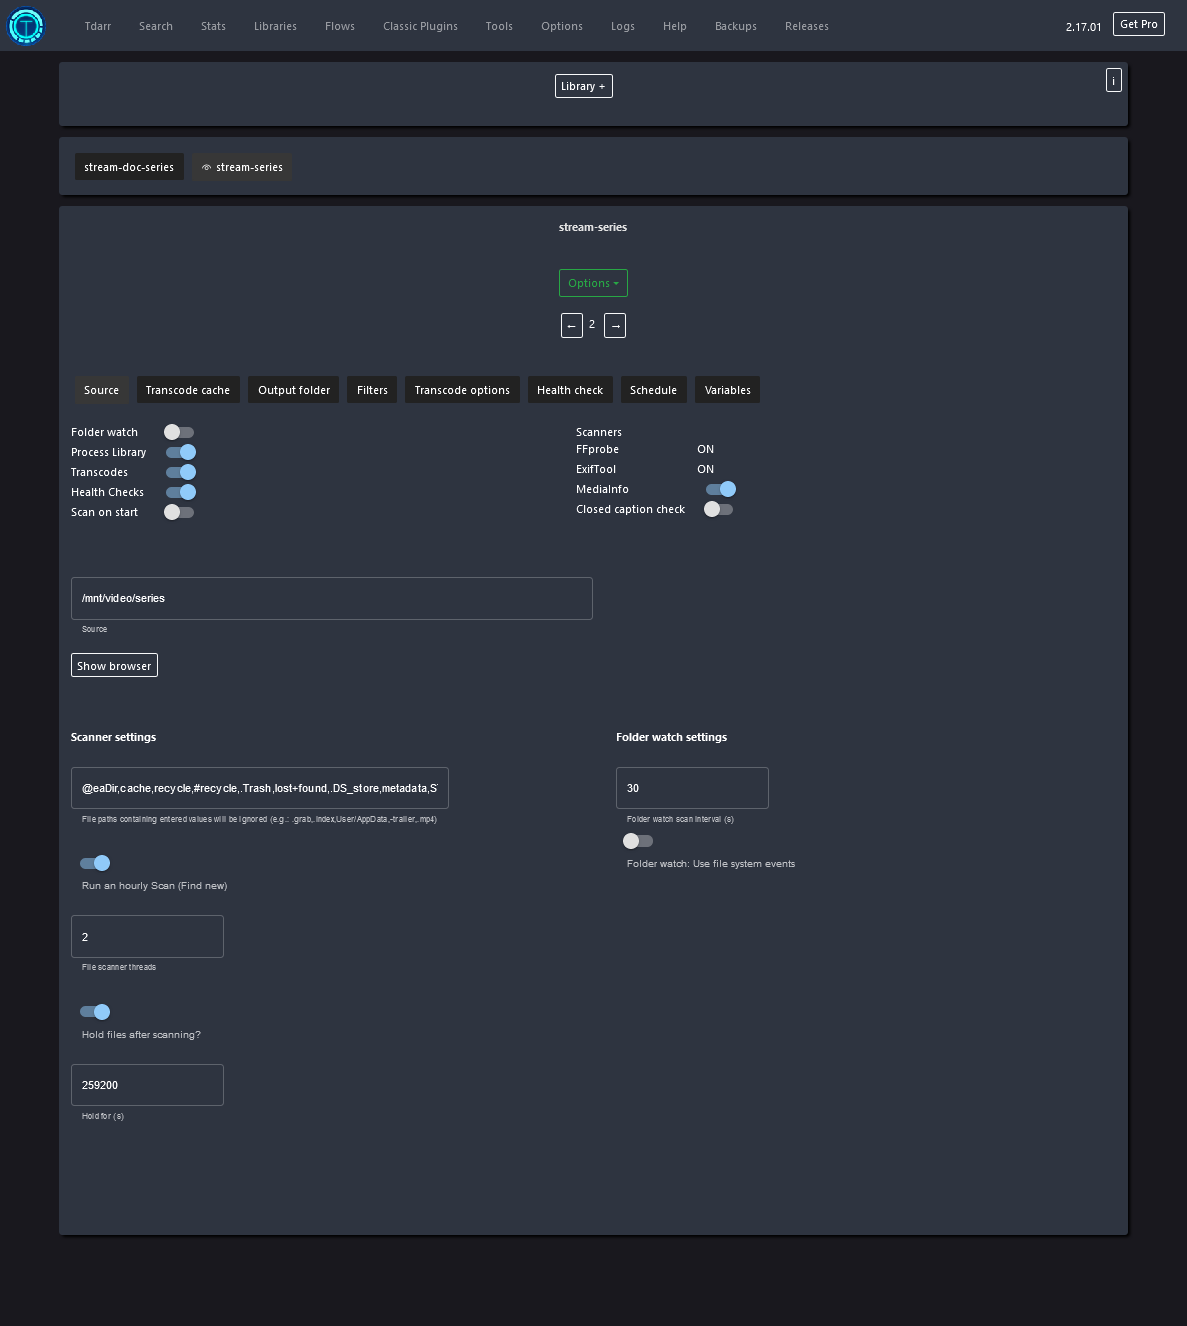 Tdarr Search Stats Libraries Flows Classic Plugins Tools Options Logs Help Backups Releases 2.17.01 Get Pro
Library +
i
stream-doc-series stream-series
stream-series
Options
← 2 →
Source Transcode cache Output folder Filters Transcode options Health check Schedule Variables
Folder watch
Process Library
Transcodes
Health Checks
Scan on start
Scanners
FFprobe ON
ExifTool ON
MediaInfo
Closed caption check
/mnt/video/series
Source
Show browser
Scanner settings
@eaDir,cache,recycle,#recycle,.Trash,lost+found,.DS_store,metadata,S
File paths containing entered values will be ignored (e.g.: .grab,.index,User/AppData,-trailer,.mp4)
Run an hourly Scan (Find new)
2
File scanner threads
Hold files after scanning?
259200
Hold for (s)
Folder watch settings
30
Folder watch scan interval (s)
Folder watch: Use file system events